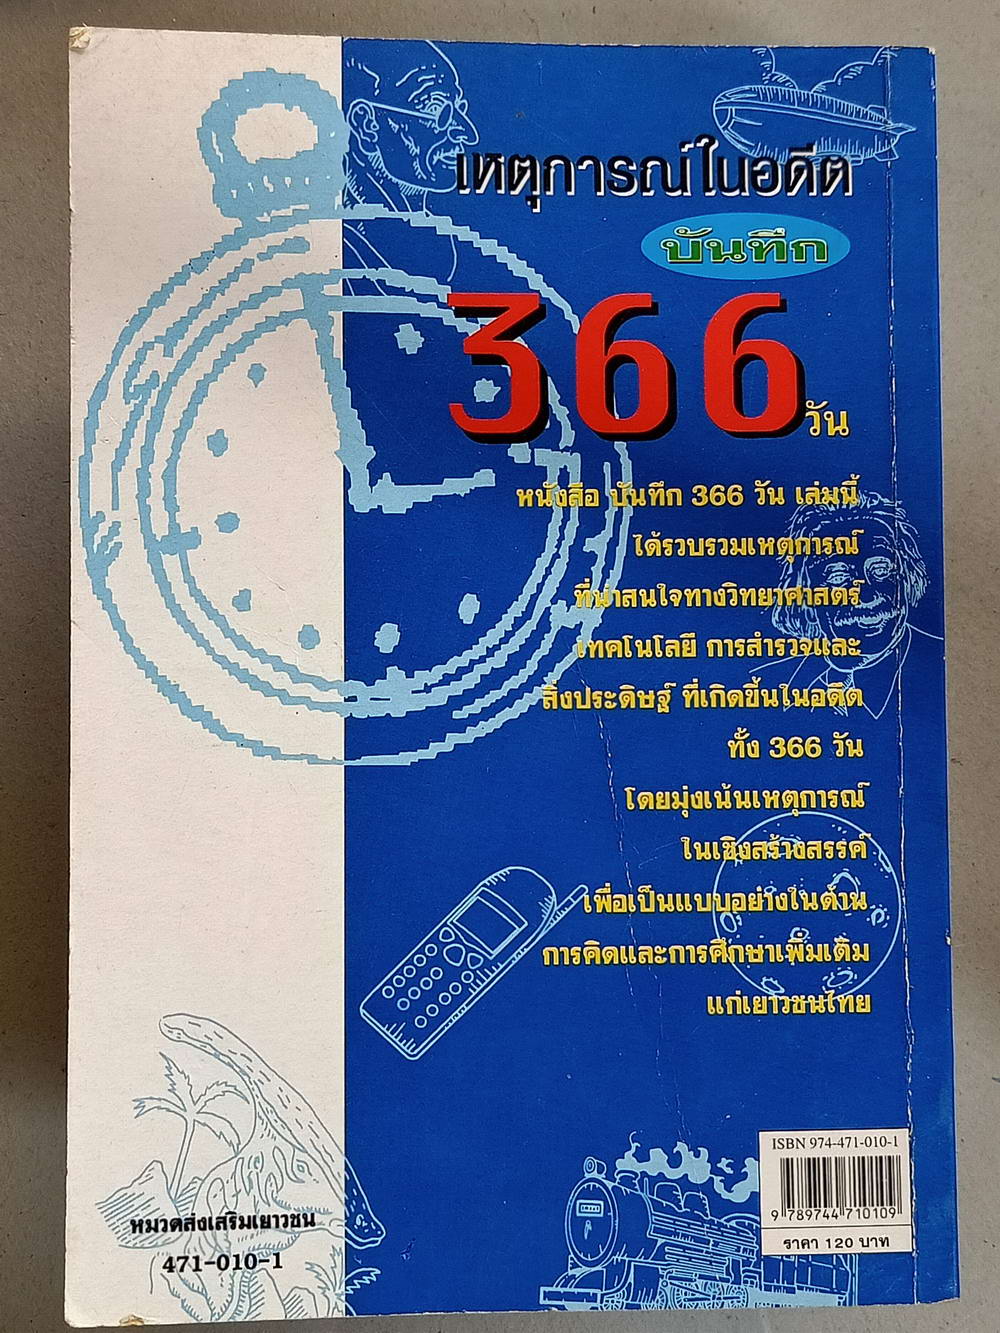 เหตุการณ์ในอดีต
บันทึก
366
วัน
หนังสือ บันทึก 366 วัน เล่มนี้
ได้รวบรวมเหตุการณ์
ที่น่าสนใจทางวิทยาศาสตร์
เทคโนโลยี การสำรวจและ
สิ่งประดิษฐ์ ที่เกิดขึ้นในอดีต
ทั้ง 366 วัน
โดยมุ่งเน้นเหตุการณ์
ในเชิงสร้างสรรค์
เพื่อเป็นแบบอย่างในด้าน
การคิดและการศึกษาเพิ่มเติม
แก่เยาวชนไทย
หมวดส่งเสริมเยาวชน
471-010-1
ISBN 974-471-010-1
9 789744 710109
ราคา 120 บาท